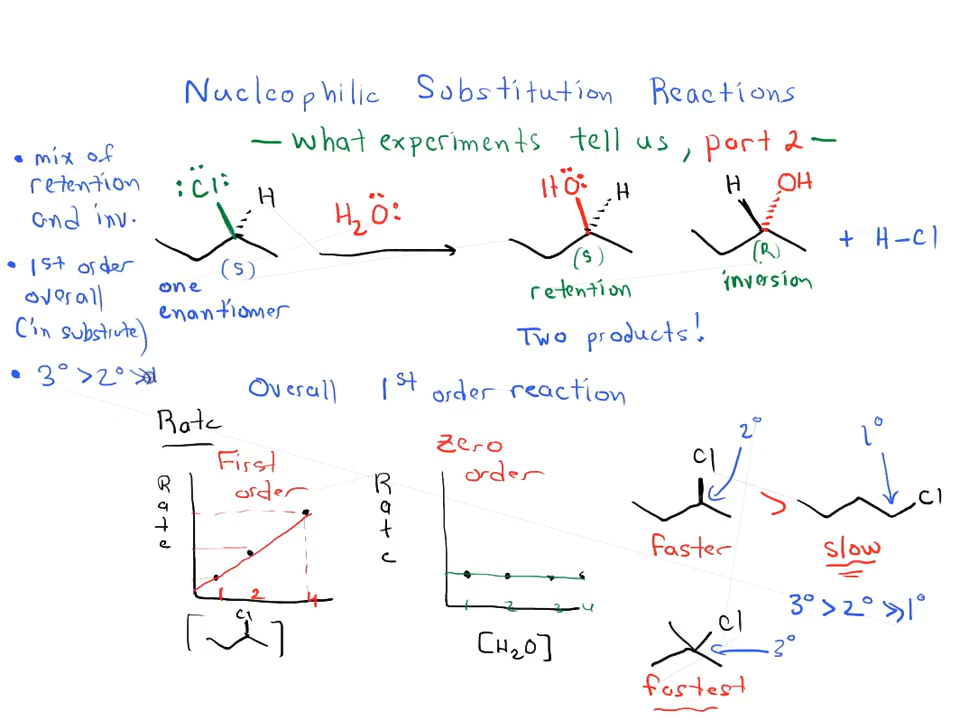 Nucleophilic Substitution Reactions
— what experiments tell us, part 2 —
• mix of
retention
and inv.
• 1st order
overall
(in substrate)
• 3° > 2° >>
:Cl: H
(S)
one
enantiomer
H2O:
HO: H
(S)
retention
H OH
(R)
inversion
+ H-Cl
Two products!
Overall 1st order reaction
Rate
First
order
Rate
1 2 4
Cl
[ ]
Zero
order
Rate
1 2 3 4
[H2O]
2°
Cl
faster
>
1°
Cl
slow
3° > 2° >> 1°
Cl
3°
fastest